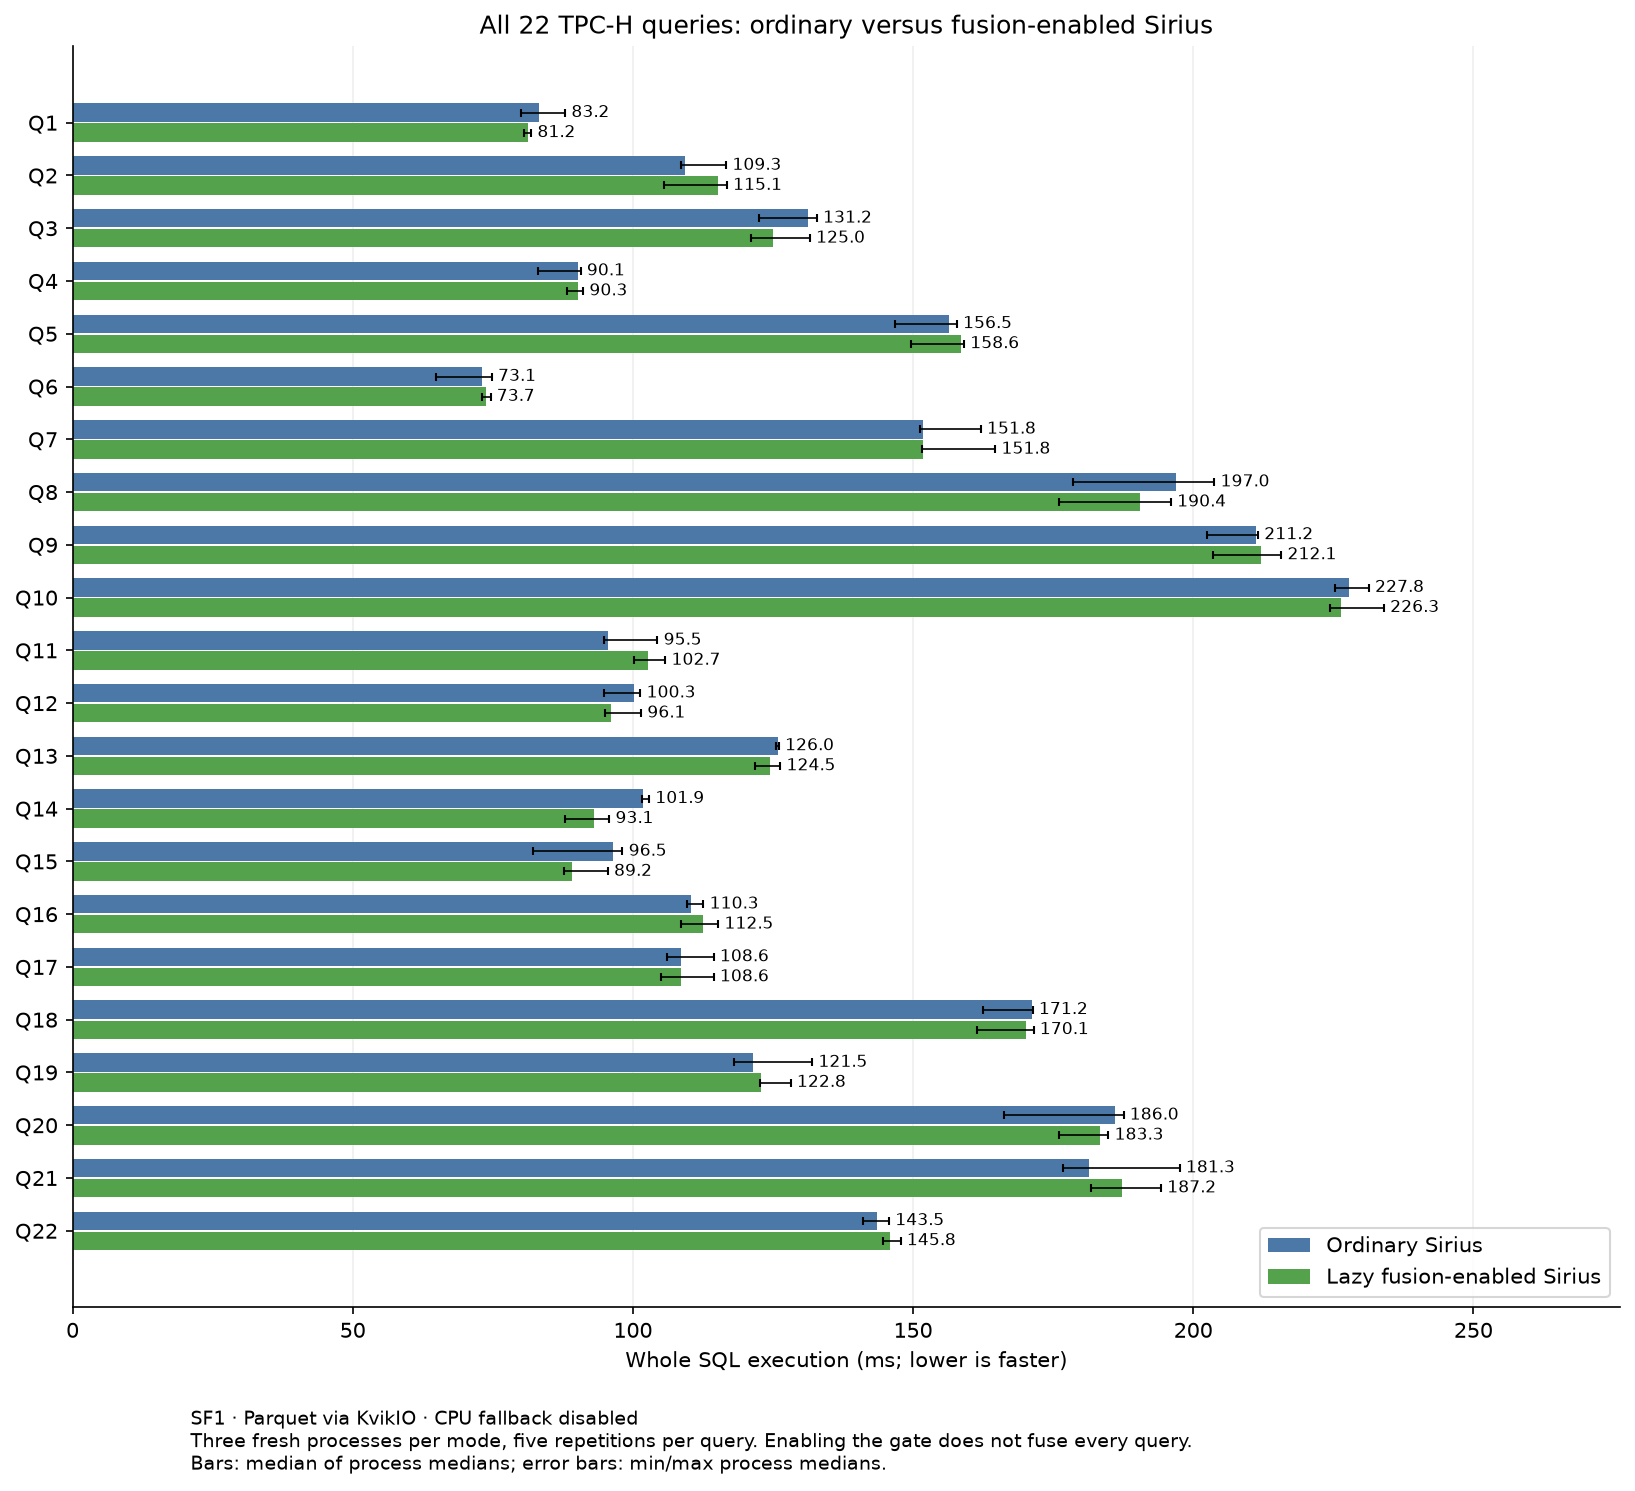 All 22 TPC-H queries: ordinary versus fusion-enabled Sirius
Q1
83.2
81.2
Q2
109.3
115.1
Q3
131.2
125.0
Q4
90.1
90.3
Q5
156.5
158.6
Q6
73.1
73.7
Q7
151.8
151.8
Q8
197.0
190.4
Q9
211.2
212.1
Q10
227.8
226.3
Q11
95.5
102.7
Q12
100.3
96.1
Q13
126.0
124.5
Q14
101.9
93.1
Q15
96.5
89.2
Q16
110.3
112.5
Q17
108.6
108.6
Q18
171.2
170.1
Q19
121.5
122.8
Q20
186.0
183.3
Q21
181.3
187.2
Q22
143.5
145.8
Ordinary Sirius
Lazy fusion-enabled Sirius
0 50 100 150 200 250
Whole SQL execution (ms; lower is faster)
SF1 · Parquet via KvikIO · CPU fallback disabled
Three fresh processes per mode, five repetitions per query. Enabling the gate does not fuse every query.
Bars: median of process medians; error bars: min/max process medians.